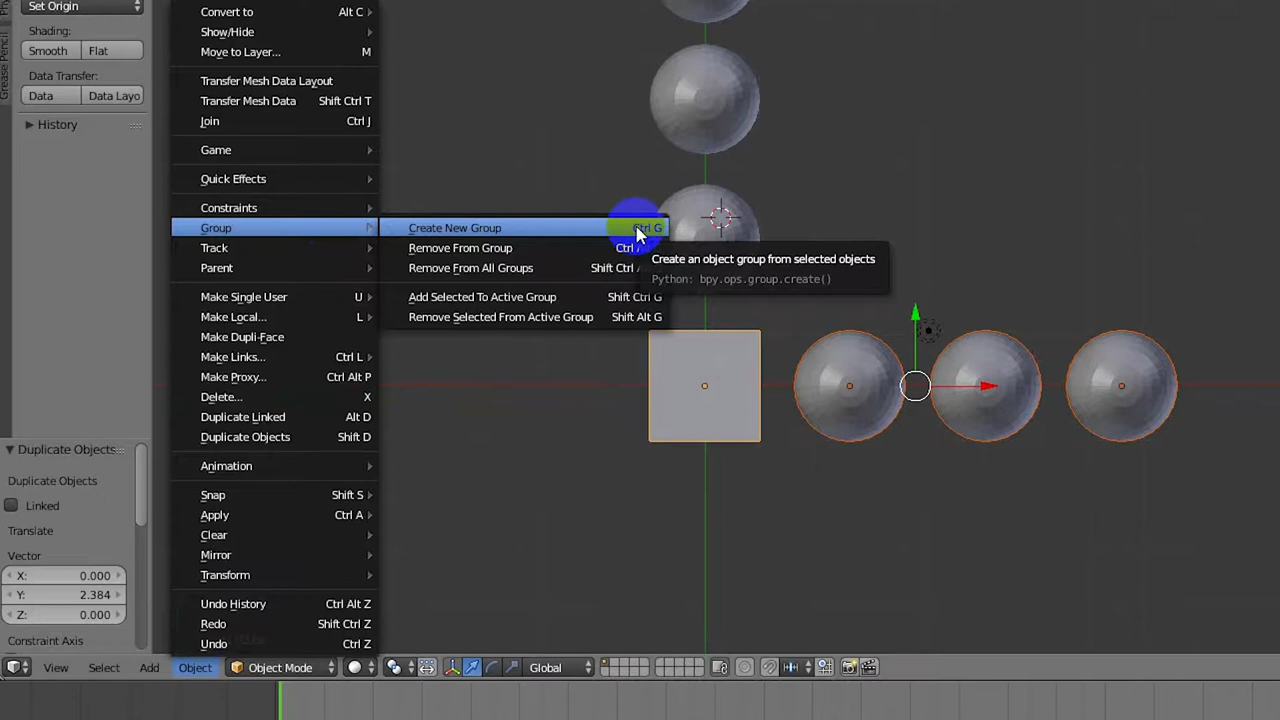 Set Origin
Shading:
Smooth Flat
Data Transfer:
Data Data Layo
History
Grease Pencil
Convert to Alt C
Show/Hide
Move to Layer... M
Transfer Mesh Data Layout
Transfer Mesh Data Shift Ctrl T
Join Ctrl J
Game
Quick Effects
Constraints
Group
Track
Parent
Make Single User U
Make Local... L
Make Dupli-Face
Make Links... Ctrl L
Make Proxy... Ctrl Alt P
Delete... X
Duplicate Linked Alt D
Duplicate Objects Shift D
Animation
Snap Shift S
Apply Ctrl A
Clear
Mirror
Transform
Undo History Ctrl Alt Z
Redo Shift Ctrl Z
Undo Ctrl Z
Create New Group Ctrl G
Remove From Group Ctrl
Remove From All Groups Shift Ctrl
Add Selected To Active Group Shift Ctrl G
Remove Selected From Active Group Shift Alt G
Create an object group from selected objects
Python: bpy.ops.group.create()
Duplicate Objects
Duplicate Objects
Linked
Translate
Vector
X: 0.000
Y: 2.384
Z: 0.000
Constraint Axis
View Select Add Object Object Mode Global